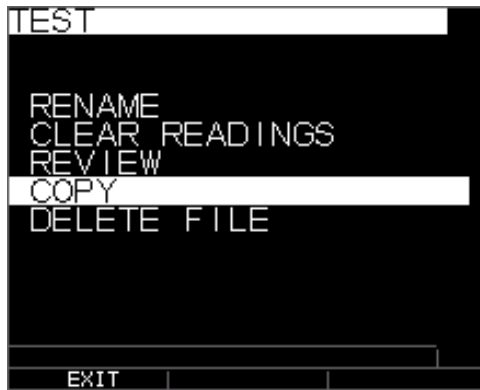 TEST
RENAME
CLEAR READINGS
REVIEW
COPY
DELETE FILE
EXIT